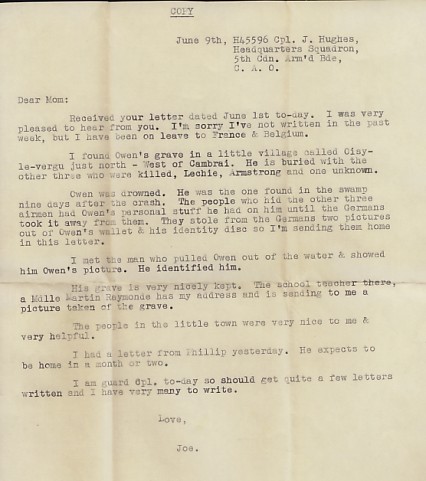 COPY
June 9th, H45596 Cpl. J. Hughes,
Headquarters Squadron,
5th Cdn. Arm'd Bde,
C. A. O.
Dear Mom:
Received your letter dated June 1st to-day. I was very
pleased to hear from you. I'm sorry I've not written in the past
week, but I have been on leave to France & Belgium.
I found Owen's grave in a little village called Oisy-
le-vergu just north - West of Cambrai. He is buried with the
other three who were killed, Lechie, Armstrong and one unknown.
Owen was drowned. He was the one found in the swamp
nine days after the crash. The people who hid the other three
airmen had Owen's personal stuff he had on him until the Germans
took it away from them. They stole from the Germans two pictures
out of Owen's wallet & his identity disc so I'm sending them home
in this letter.
I met the man who pulled Owen out of the water & showed
him Owen's picture. He identified him.
His grave is very nicely kept. The school teacher there,
a Mdlle Martin Raymonde has my address and is sending to me a
picture taken of the grave.
The people in the little town were very nice to me &
very helpful.
I had a letter from Phillip yesterday. He expects to
be home in a month or two.
I am guard Cpl. to-day so should get quite a few letters
written and I have very many to write.
Love,
Joe.